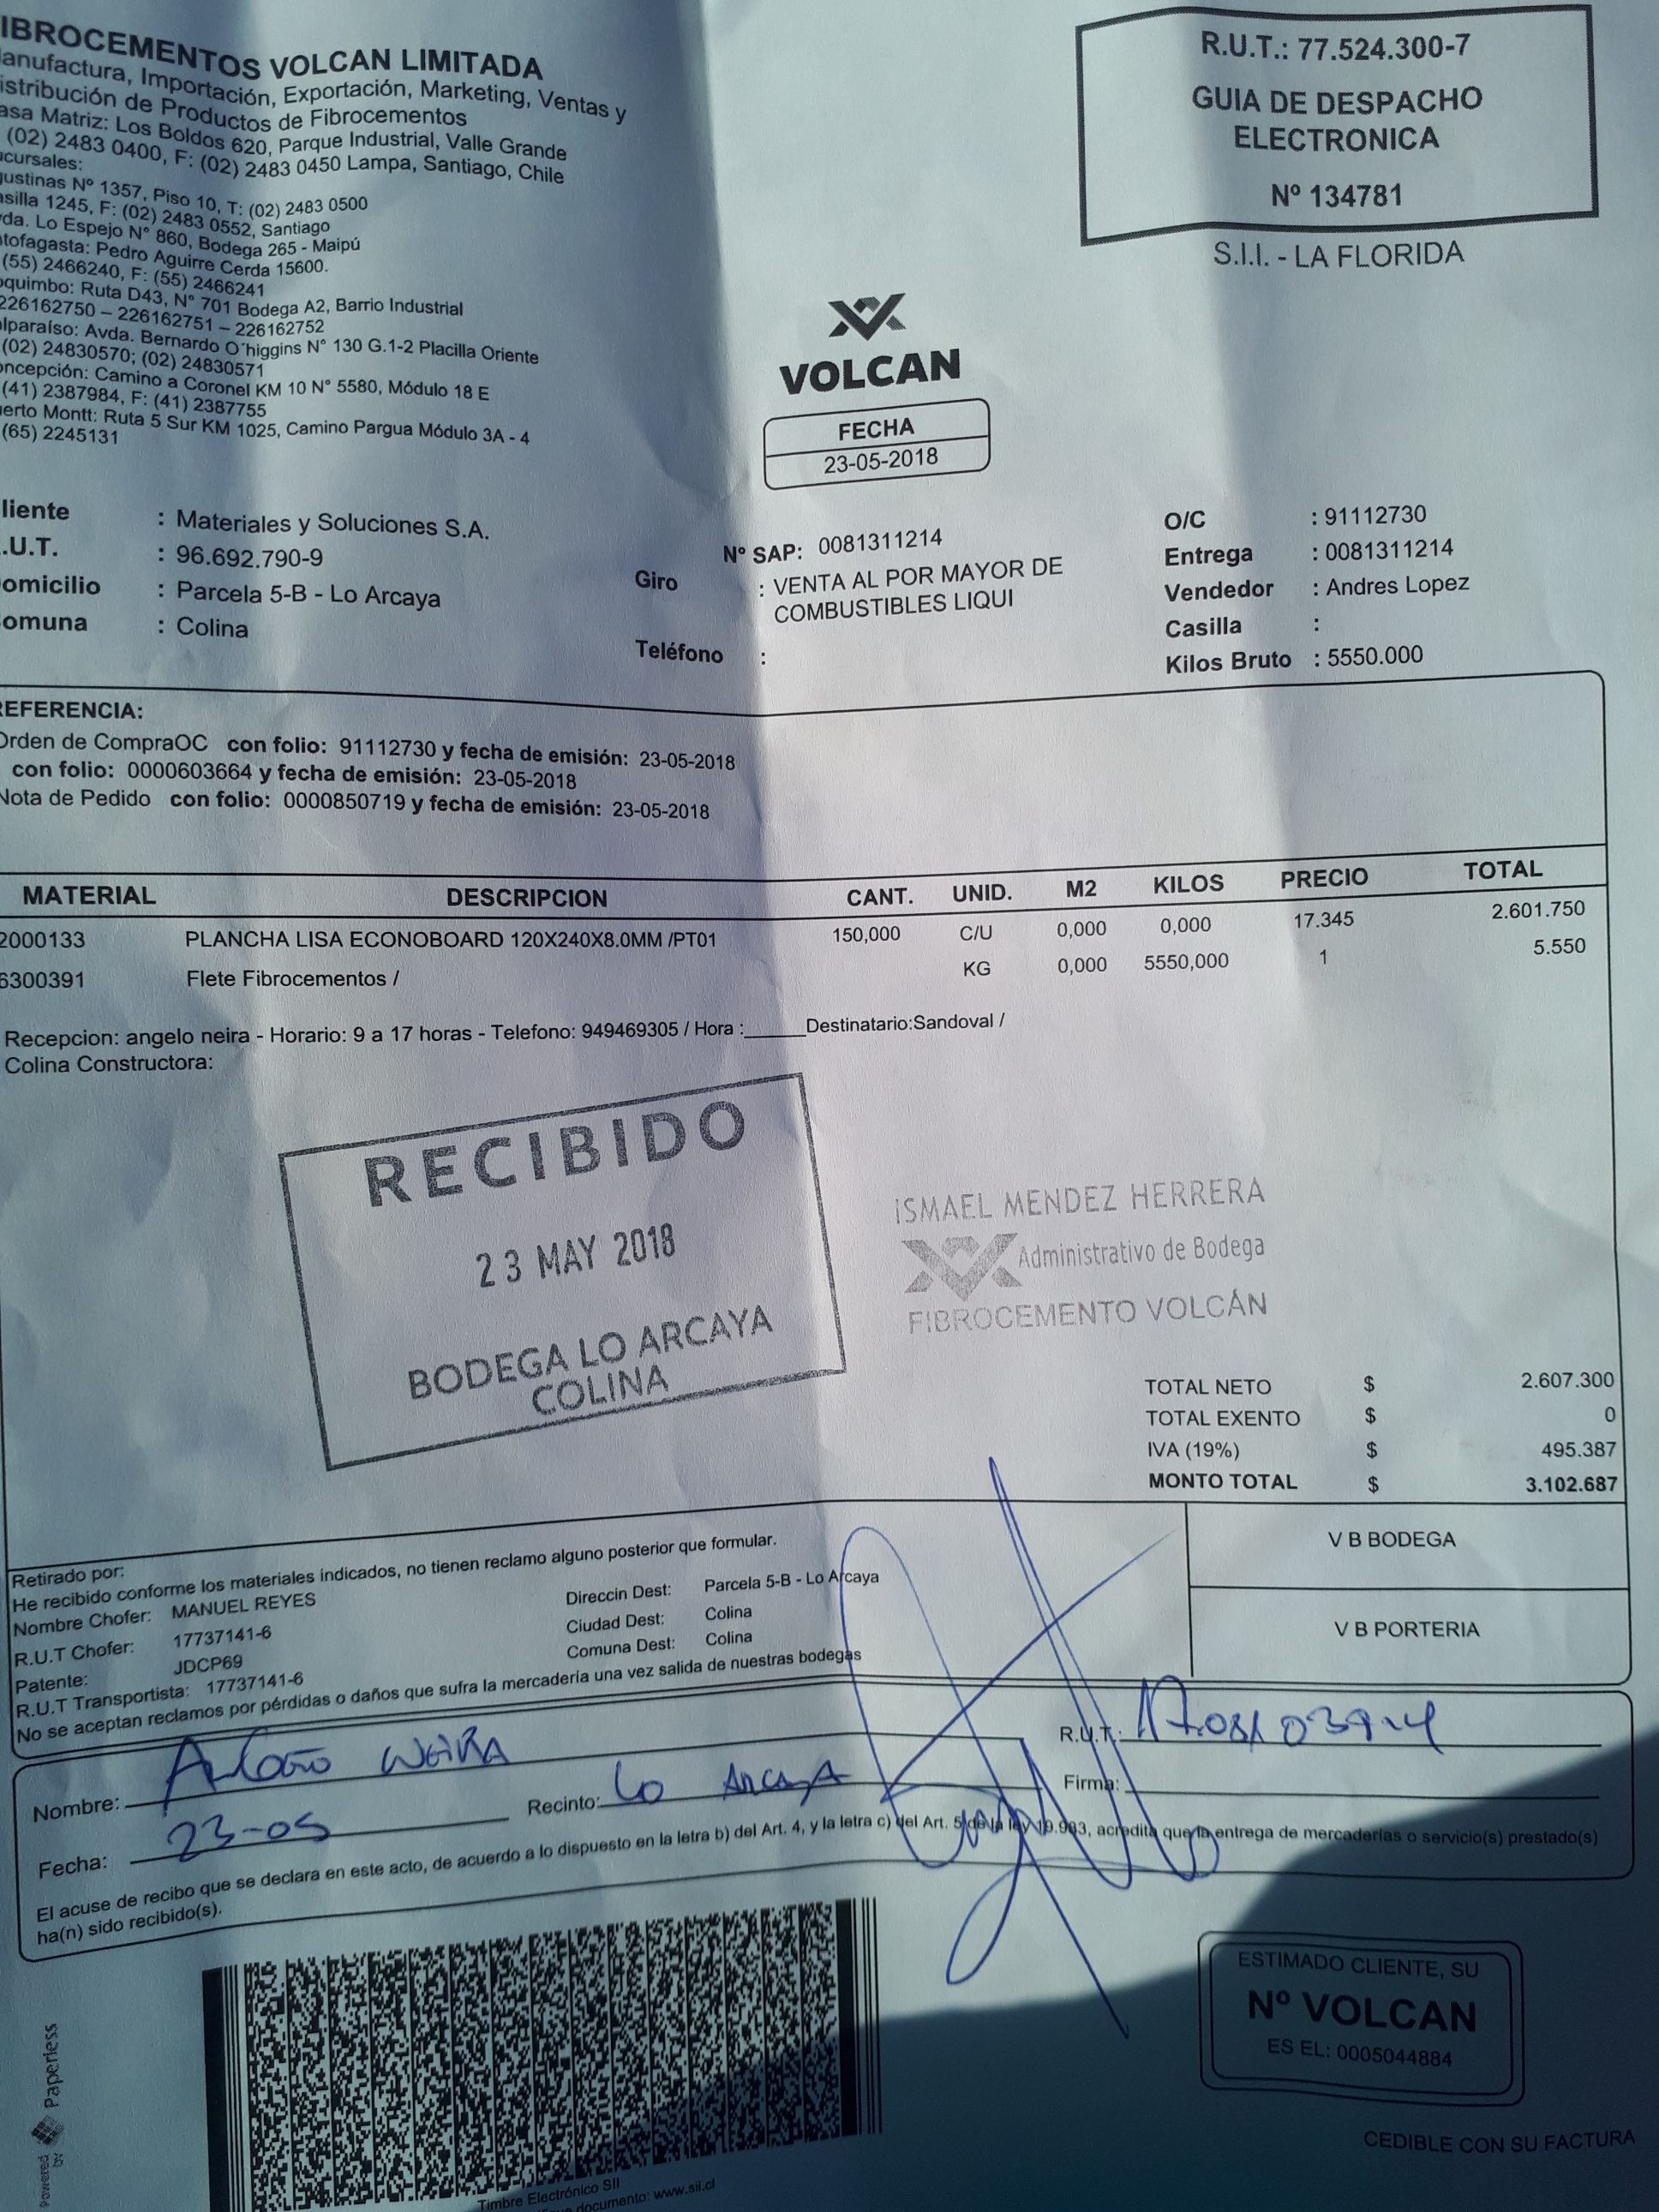 IBROCEMENTOS VOLCAN LIMITADA
anufactura, Importación, Exportación, Marketing, Ventas y
istribución de Productos de Fibrocementos
asa Matriz: Los Boldos 620, Parque Industrial, Valle Grande
(02) 2483 0400, F: (02) 2483 0450 Lampa, Santiago, Chile
cursales:
gustinas Nº 1357, Piso 10, T: (02) 2483 0500
asilla 1245, F: (02) 2483 0552, Santiago
vda. Lo Espejo N° 860, Bodega 265 - Maipú
ntofagasta: Pedro Aguirre Cerda 15600.
(55) 2466240, F: (55) 2466241
oquimbo: Ruta D43, N° 701 Bodega A2, Barrio Industrial
226162750 – 226162751 – 226162752
alparaíso: Avda. Bernardo O´higgins N° 130 G.1-2 Placilla Oriente
(02) 24830570; (02) 24830571
oncepción: Camino a Coronel KM 10 N° 5580, Módulo 18 E
(41) 2387984, F: (41) 2387755
uerto Montt: Ruta 5 Sur KM 1025, Camino Pargua Módulo 3A - 4
(65) 2245131
R.U.T.: 77.524.300-7
GUIA DE DESPACHO
ELECTRONICA
Nº 134781
S.I.I. - LA FLORIDA
VOLCAN
FECHA
23-05-2018
liente : Materiales y Soluciones S.A.
.U.T. : 96.692.790-9
omicilio : Parcela 5-B - Lo Arcaya
omuna : Colina
Nº SAP: 0081311214
Giro : VENTA AL POR MAYOR DE
COMBUSTIBLES LIQUI
Teléfono :
O/C : 91112730
Entrega : 0081311214
Vendedor : Andres Lopez
Casilla :
Kilos Bruto : 5550.000
EFERENCIA:
Orden de CompraOC con folio: 91112730 y fecha de emisión: 23-05-2018
con folio: 0000603664 y fecha de emisión: 23-05-2018
Nota de Pedido con folio: 0000850719 y fecha de emisión: 23-05-2018
MATERIAL DESCRIPCION CANT. UNID. M2 KILOS PRECIO TOTAL
2000133 PLANCHA LISA ECONOBOARD 120X240X8.0MM /PT01 150,000 C/U 0,000 0,000 17.345 2.601.750
6300391 Flete Fibrocementos / KG 0,000 5550,000 1 5.550
Recepcion: angelo neira - Horario: 9 a 17 horas - Telefono: 949469305 / Hora :______Destinatario:Sandoval /
Colina Constructora:
RECIBIDO
23 MAY 2018
BODEGA LO ARCAYA
COLINA
ISMAEL MENDEZ HERRERA
Administrativo de Bodega
FIBROCEMENTO VOLCÁN
TOTAL NETO $ 2.607.300
TOTAL EXENTO $ 0
IVA (19%) $ 495.387
MONTO TOTAL $ 3.102.687
Retirado por:
He recibido conforme los materiales indicados, no tienen reclamo alguno posterior que formular.
Nombre Chofer: MANUEL REYES
R.U.T Chofer: 17737141-6
Patente: JDCP69
R.U.T Transportista: 17737141-6
Direccin Dest: Parcela 5-B - Lo Arcaya
Ciudad Dest: Colina
Comuna Dest: Colina
No se aceptan reclamos por pérdidas o daños que sufra la mercadería una vez salida de nuestras bodegas
V B BODEGA
V B PORTERIA
Nombre: NEIRA
R.U.T.:
Fecha: 23-05
Recinto: Lo ARCAYA
Firma:
El acuse de recibo que se declara en este acto, de acuerdo a lo dispuesto en la letra b) del Art. 4, y la letra c) del Art. 5 de la ley 19.983, acredita que la entrega de mercaderías o servicio(s) prestado(s)
ha(n) sido recibido(s).
Powered by Paperless
Timbre Electrónico SII
documento: www.sii.cl
ESTIMADO CLIENTE, SU
Nº VOLCAN
ES EL: 0005044884
CEDIBLE CON SU FACTURA